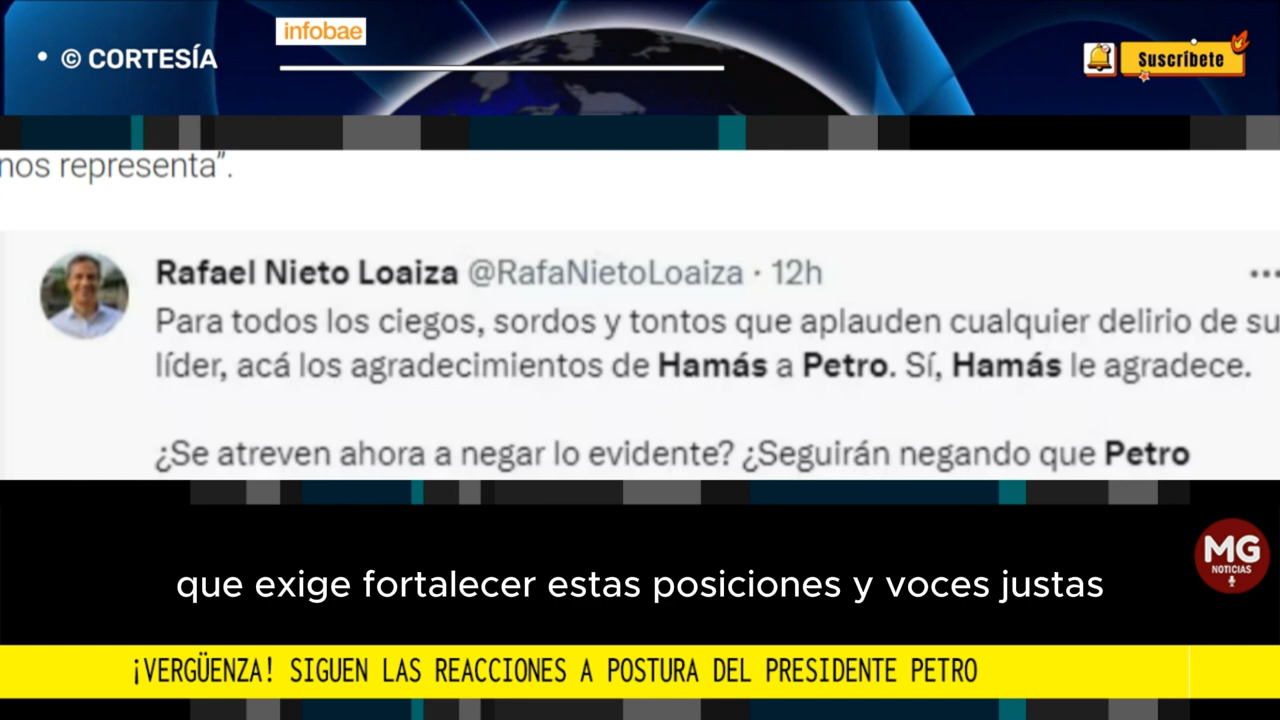 infobae
• © CORTESÍA
Suscríbete
nos representa”.
Rafael Nieto Loaiza @RafaNietoLoaiza · 12h
Para todos los ciegos, sordos y tontos que aplauden cualquier delirio de su
líder, acá los agradecimientos de Hamás a Petro. Sí, Hamás le agradece.
¿Se atreven ahora a negar lo evidente? ¿Seguirán negando que Petro
MG
NOTICIAS
que exige fortalecer estas posiciones y voces justas
¡VERGÜENZA! SIGUEN LAS REACCIONES A POSTURA DEL PRESIDENTE PETRO